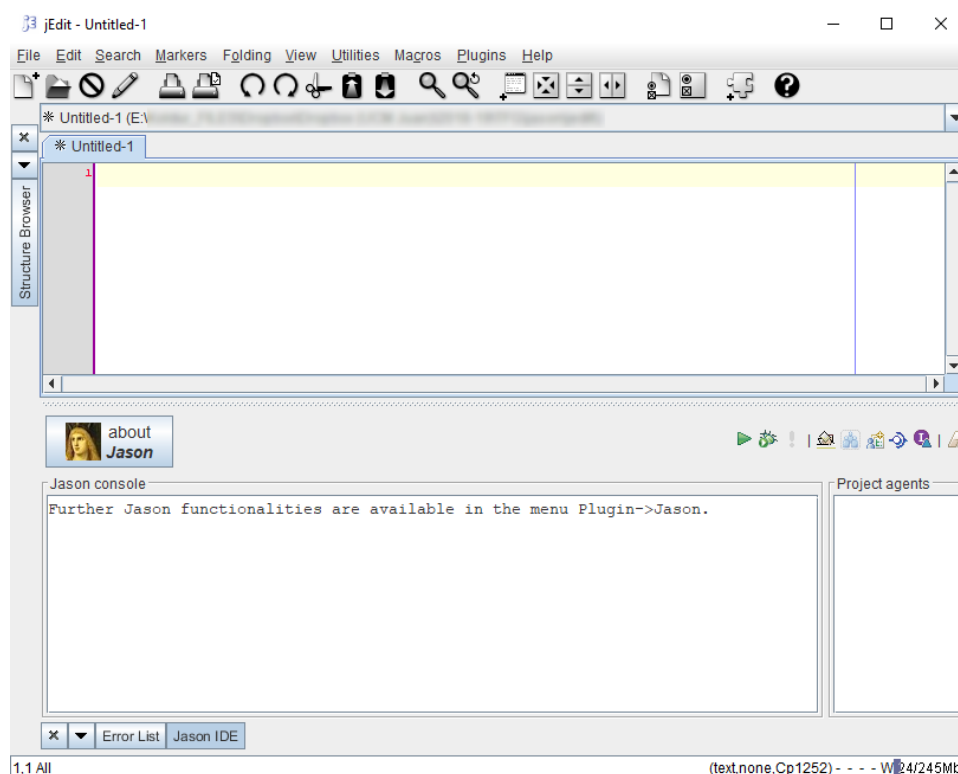 jEdit - Untitled-1
File Edit Search Markers Folding View Utilities Macros Plugins Help
Untitled-1 (E:\
Untitled-1
1
Structure Browser
about
Jason
Jason console
Project agents
Further Jason functionalities are available in the menu Plugin->Jason.
Error List
Jason IDE
1,1 All
(text,none,Cp1252) - - - - W 24/245Mb